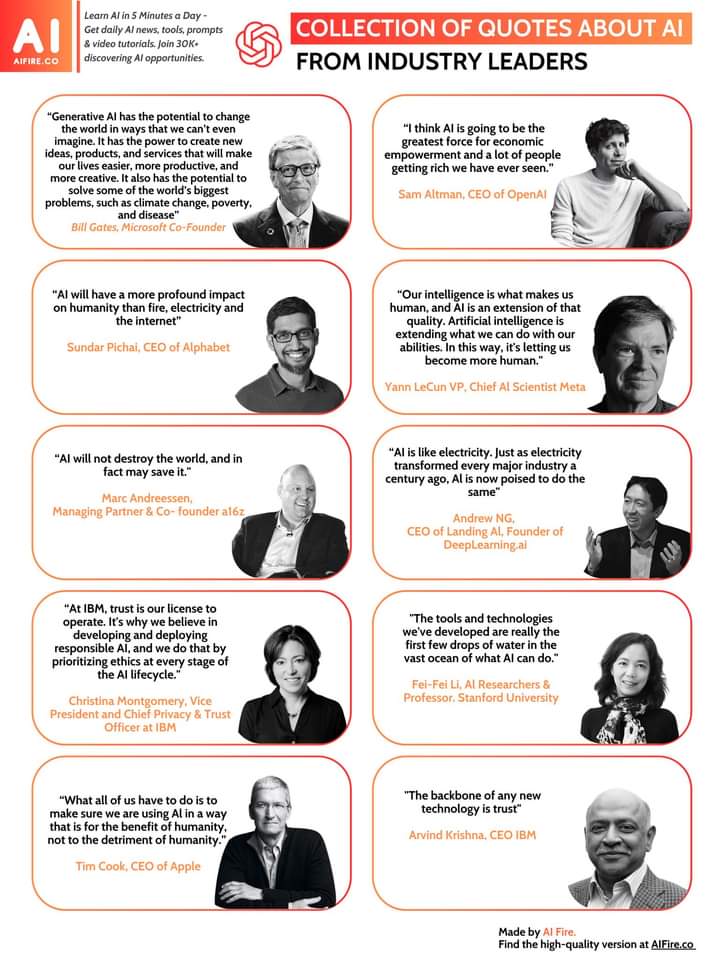 AI
AIFIRE.CO
Learn AI in 5 Minutes a Day -
Get daily AI news, tools, prompts
& video tutorials. Join 30K+
discovering AI opportunities.
COLLECTION OF QUOTES ABOUT AI
FROM INDUSTRY LEADERS
“Generative AI has the potential to change
the world in ways that we can’t even
imagine. It has the power to create new
ideas, products, and services that will make
our lives easier, more productive, and
more creative. It also has the potential to
solve some of the world’s biggest
problems, such as climate change, poverty,
and disease”
Bill Gates, Microsoft Co-Founder
“I think AI is going to be the
greatest force for economic
empowerment and a lot of people
getting rich we have ever seen.”
Sam Altman, CEO of OpenAI
“AI will have a more profound impact
on humanity than fire, electricity and
the internet”
Sundar Pichai, CEO of Alphabet
“Our intelligence is what makes us
human, and AI is an extension of that
quality. Artificial intelligence is
extending what we can do with our
abilities. In this way, it’s letting us
become more human."
Yann LeCun VP, Chief AI Scientist Meta
“AI will not destroy the world, and in
fact may save it."
Marc Andreessen,
Managing Partner & Co- founder a16z
“AI is like electricity. Just as electricity
transformed every major industry a
century ago, AI is now poised to do the
same”
Andrew NG,
CEO of Landing AI, Founder of
DeepLearning.ai
“At IBM, trust is our license to
operate. It's why we believe in
developing and deploying
responsible AI, and we do that by
prioritizing ethics at every stage of
the AI lifecycle."
Christina Montgomery, Vice
President and Chief Privacy & Trust
Officer at IBM
"The tools and technologies
we've developed are really the
first few drops of water in the
vast ocean of what AI can do."
Fei-Fei Li, AI Researchers &
Professor. Stanford University
“What all of us have to do is to
make sure we are using AI in a way
that is for the benefit of humanity,
not to the detriment of humanity.”
Tim Cook, CEO of Apple
"The backbone of any new
technology is trust"
Arvind Krishna, CEO IBM
Made by AI Fire.
Find the high-quality version at AIFire.co